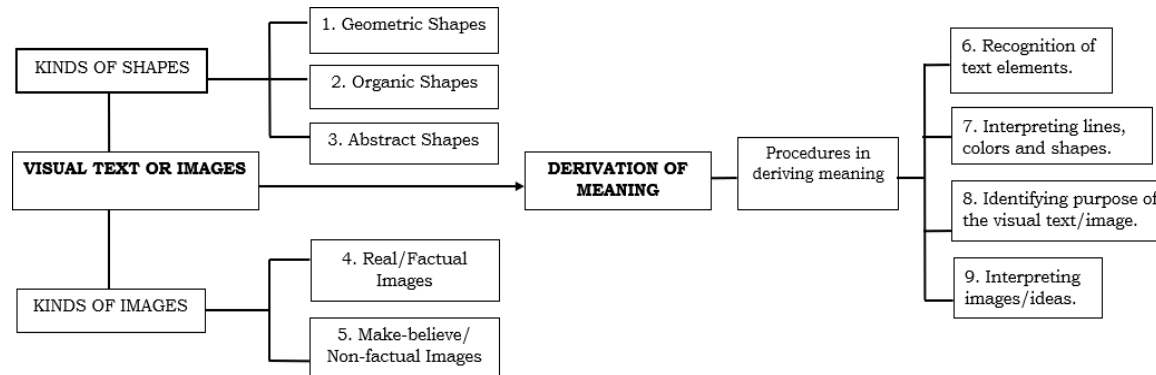 KINDS OF SHAPES
1. Geometric Shapes
2. Organic Shapes
3. Abstract Shapes
VISUAL TEXT OR IMAGES
KINDS OF IMAGES
4. Real/Factual
Images
5. Make-believe/
Non-factual Images
DERIVATION OF
MEANING
Procedures in
deriving meaning
6. Recognition of
text elements.
7. Interpreting lines,
colors and shapes.
8. Identifying purpose of
the visual text/image.
9. Interpreting
images/ideas.